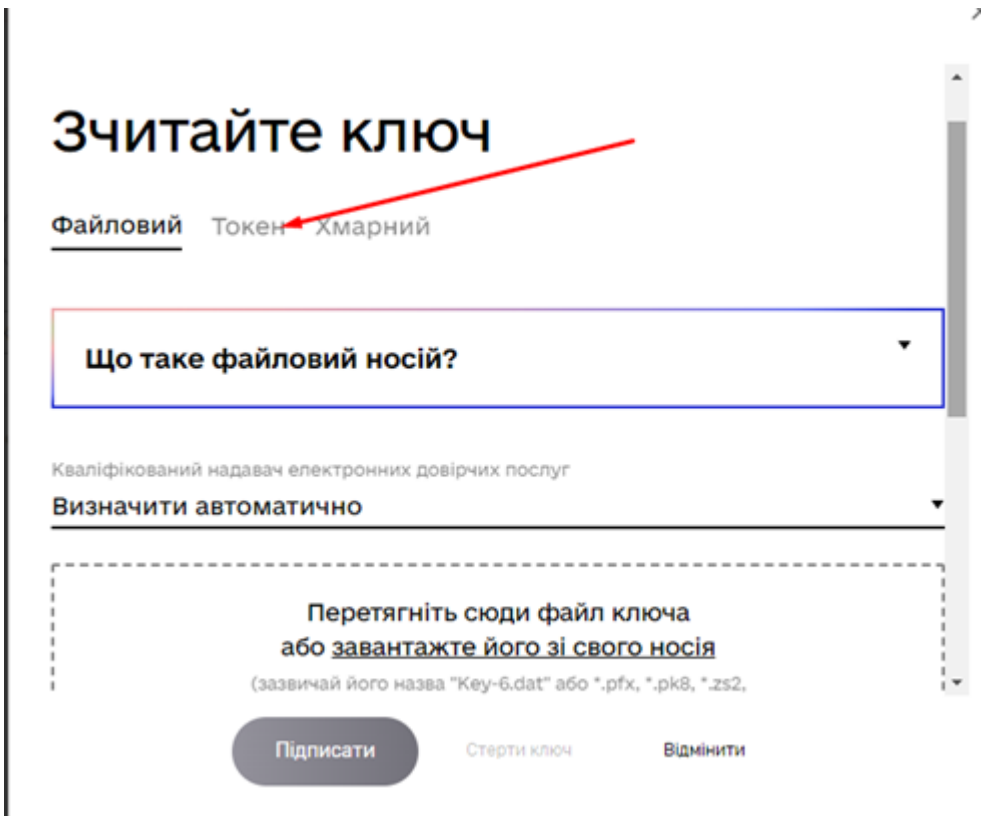 Зчитайте ключ
Файловий Токен Хмарний
Що таке файловий носій?
Кваліфікований надавач електронних довірчих послуг
Визначити автоматично
Перетягніть сюди файл ключа
або завантажте його зі свого носія
(зазвичай його назва "Key-6.dat" або *.pfx, *.pk8, *.zs2,
Підписати Стерти ключ Відмінити